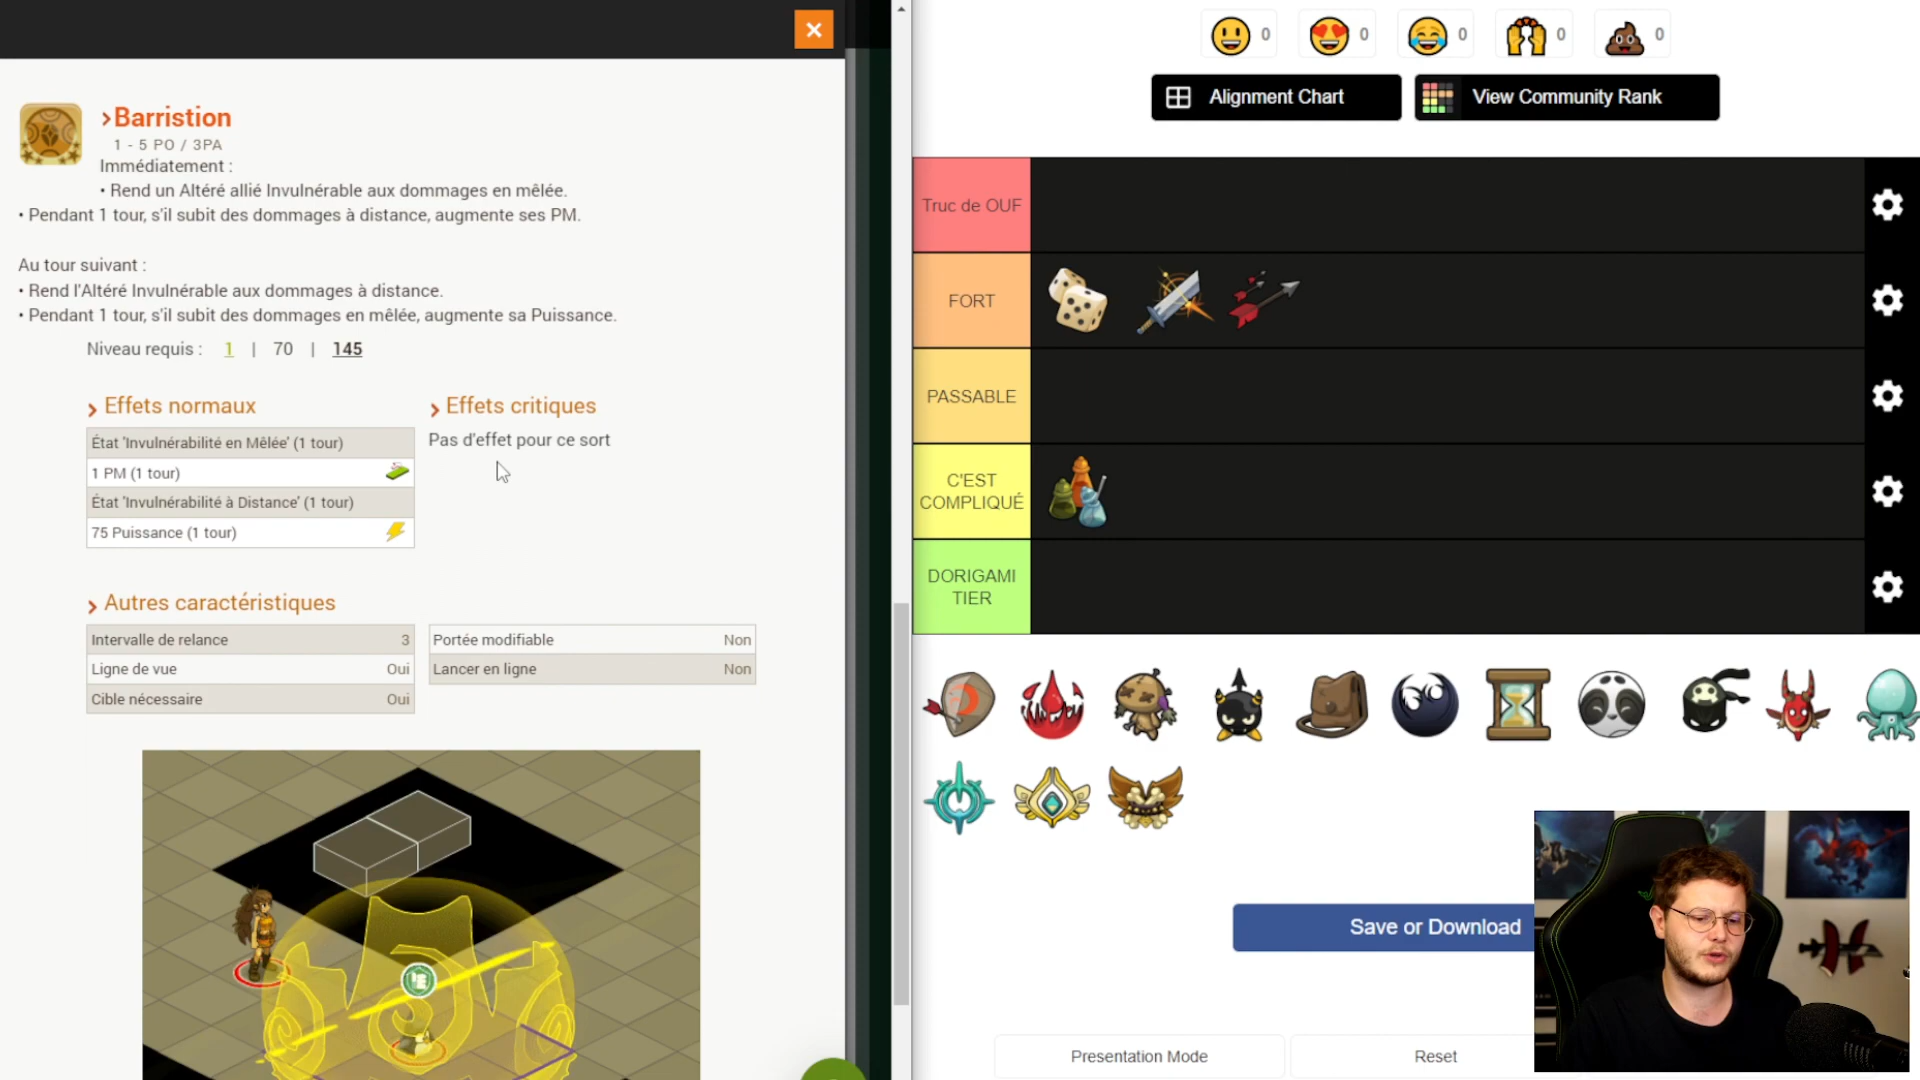 Barristion
1 - 5 PO / 3PA
Immédiatement :
• Rend un Altéré allié Invulnérable aux dommages en mêlée.
• Pendant 1 tour, s'il subit des dommages à distance, augmente ses PM.
Au tour suivant :
• Rend l'Altéré Invulnérable aux dommages à distance.
• Pendant 1 tour, s'il subit des dommages en mêlée, augmente sa Puissance.
Niveau requis : 1 | 70 | 145
Effets normaux
État 'Invulnérabilité en Mêlée' (1 tour)
1 PM (1 tour)
État 'Invulnérabilité à Distance' (1 tour)
75 Puissance (1 tour)
Effets critiques
Pas d'effet pour ce sort
Autres caractéristiques
Intervalle de relance 3
Ligne de vue Oui
Cible nécessaire Oui
Portée modifiable Non
Lancer en ligne Non
0 0 0 0 0
Alignment Chart
View Community Rank
Truc de OUF
FORT
PASSABLE
C'EST
COMPLIQUÉ
DORIGAMI
TIER
Save or Download
Presentation Mode
Reset